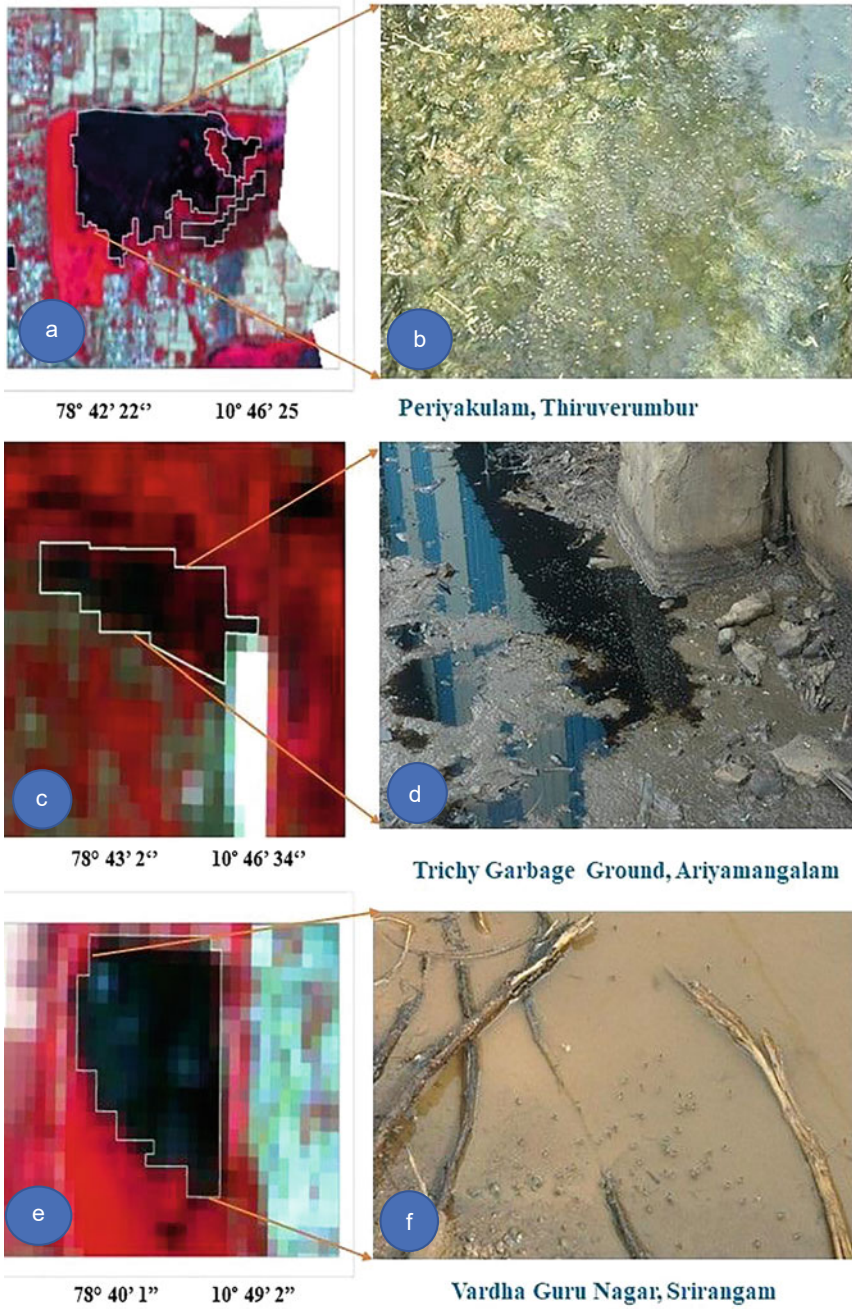 a
b
78° 42’ 22‘’ 10° 46’ 25
Periyakulam, Thiruverumbur
c
d
78° 43’ 2‘’ 10° 46’ 34‘’
Trichy Garbage Ground, Ariyamangalam
e
f
78° 40’ 1” 10° 49’ 2”
Vardha Guru Nagar, Srirangam